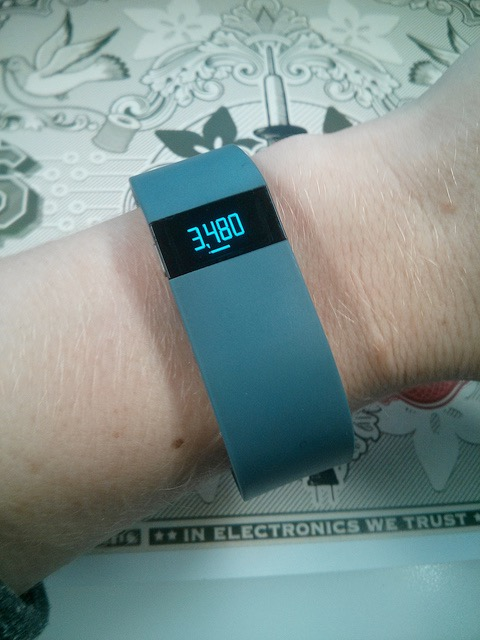 3,480
★★ IN ELECTRONICS WE TRUST ★